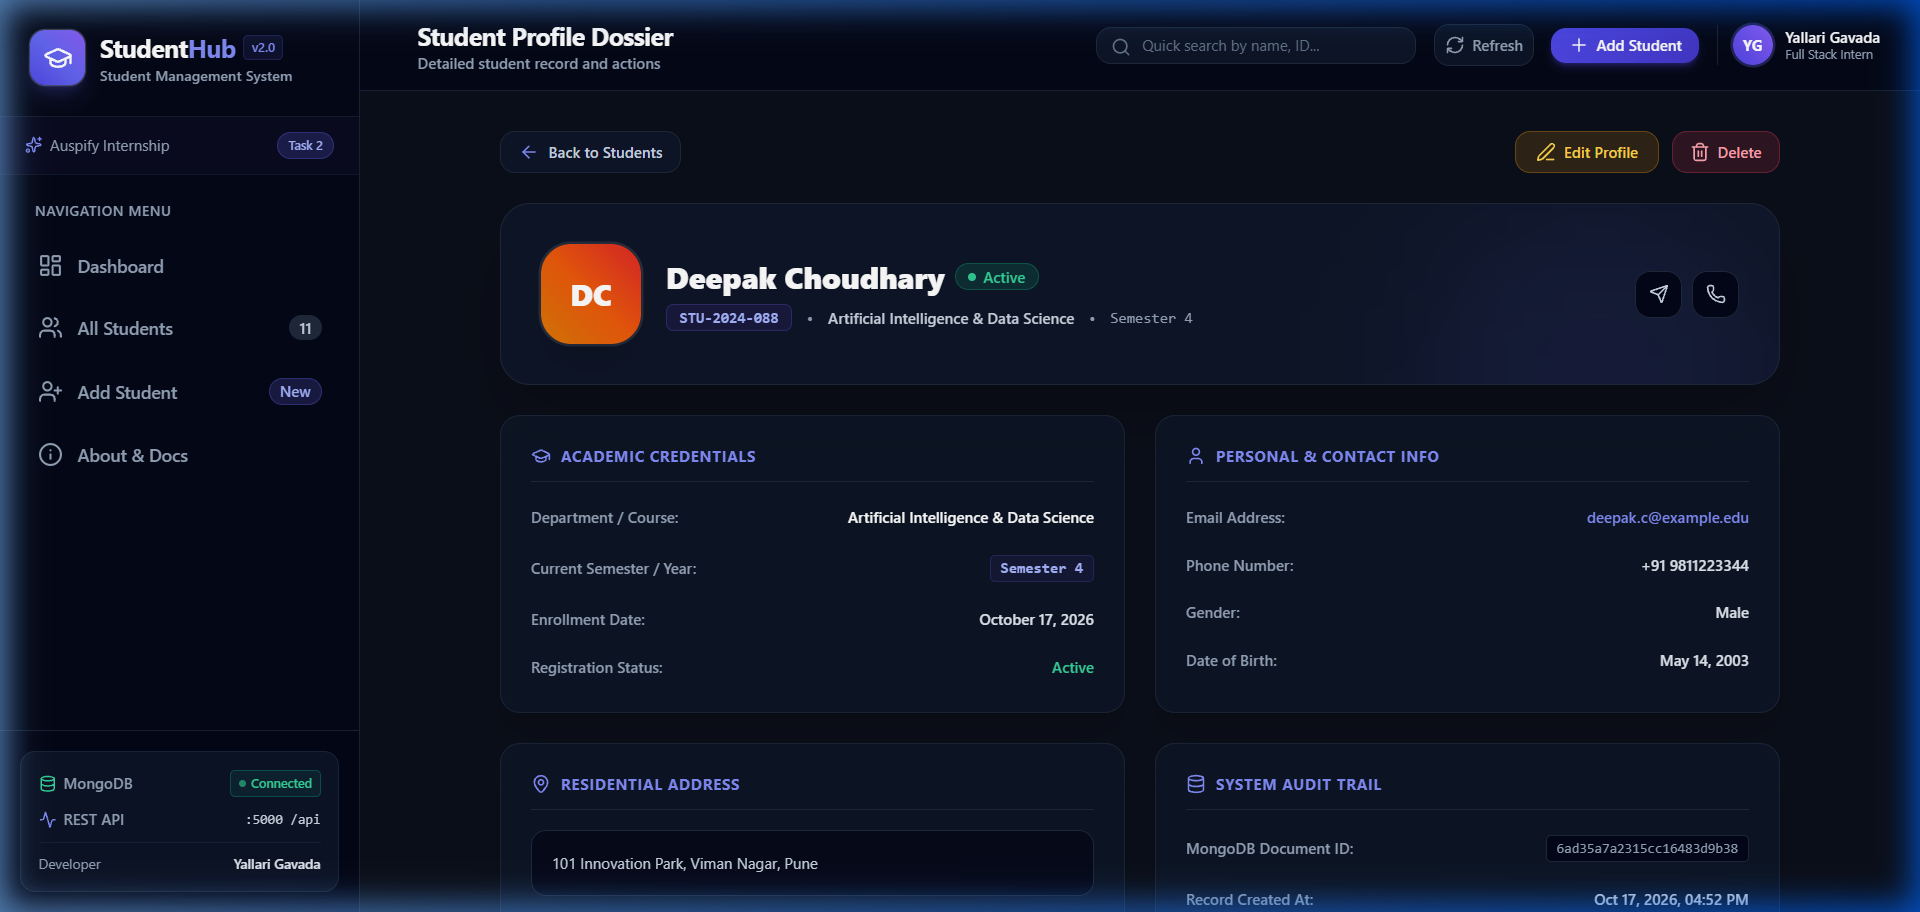 StudentHub v2.0
Student Management System
Auspify Internship Task 2
NAVIGATION MENU
Dashboard
All Students 11
Add Student New
About & Docs
MongoDB Connected
REST API :5000 /api
Developer Yallari Gavada
Student Profile Dossier
Detailed student record and actions
Quick search by name, ID...
Refresh
Add Student
YG
Yallari Gavada
Full Stack Intern
Back to Students
Edit Profile
Delete
DC
Deepak Choudhary Active
STU-2024-088 • Artificial Intelligence & Data Science • Semester 4
ACADEMIC CREDENTIALS
Department / Course: Artificial Intelligence & Data Science
Current Semester / Year: Semester 4
Enrollment Date: October 17, 2026
Registration Status: Active
PERSONAL & CONTACT INFO
Email Address: deepak.c@example.edu
Phone Number: +91 9811223344
Gender: Male
Date of Birth: May 14, 2003
RESIDENTIAL ADDRESS
101 Innovation Park, Viman Nagar, Pune
SYSTEM AUDIT TRAIL
MongoDB Document ID: 6ad35a7a2315cc16483d9b38
Record Created At: Oct 17, 2026, 04:52 PM